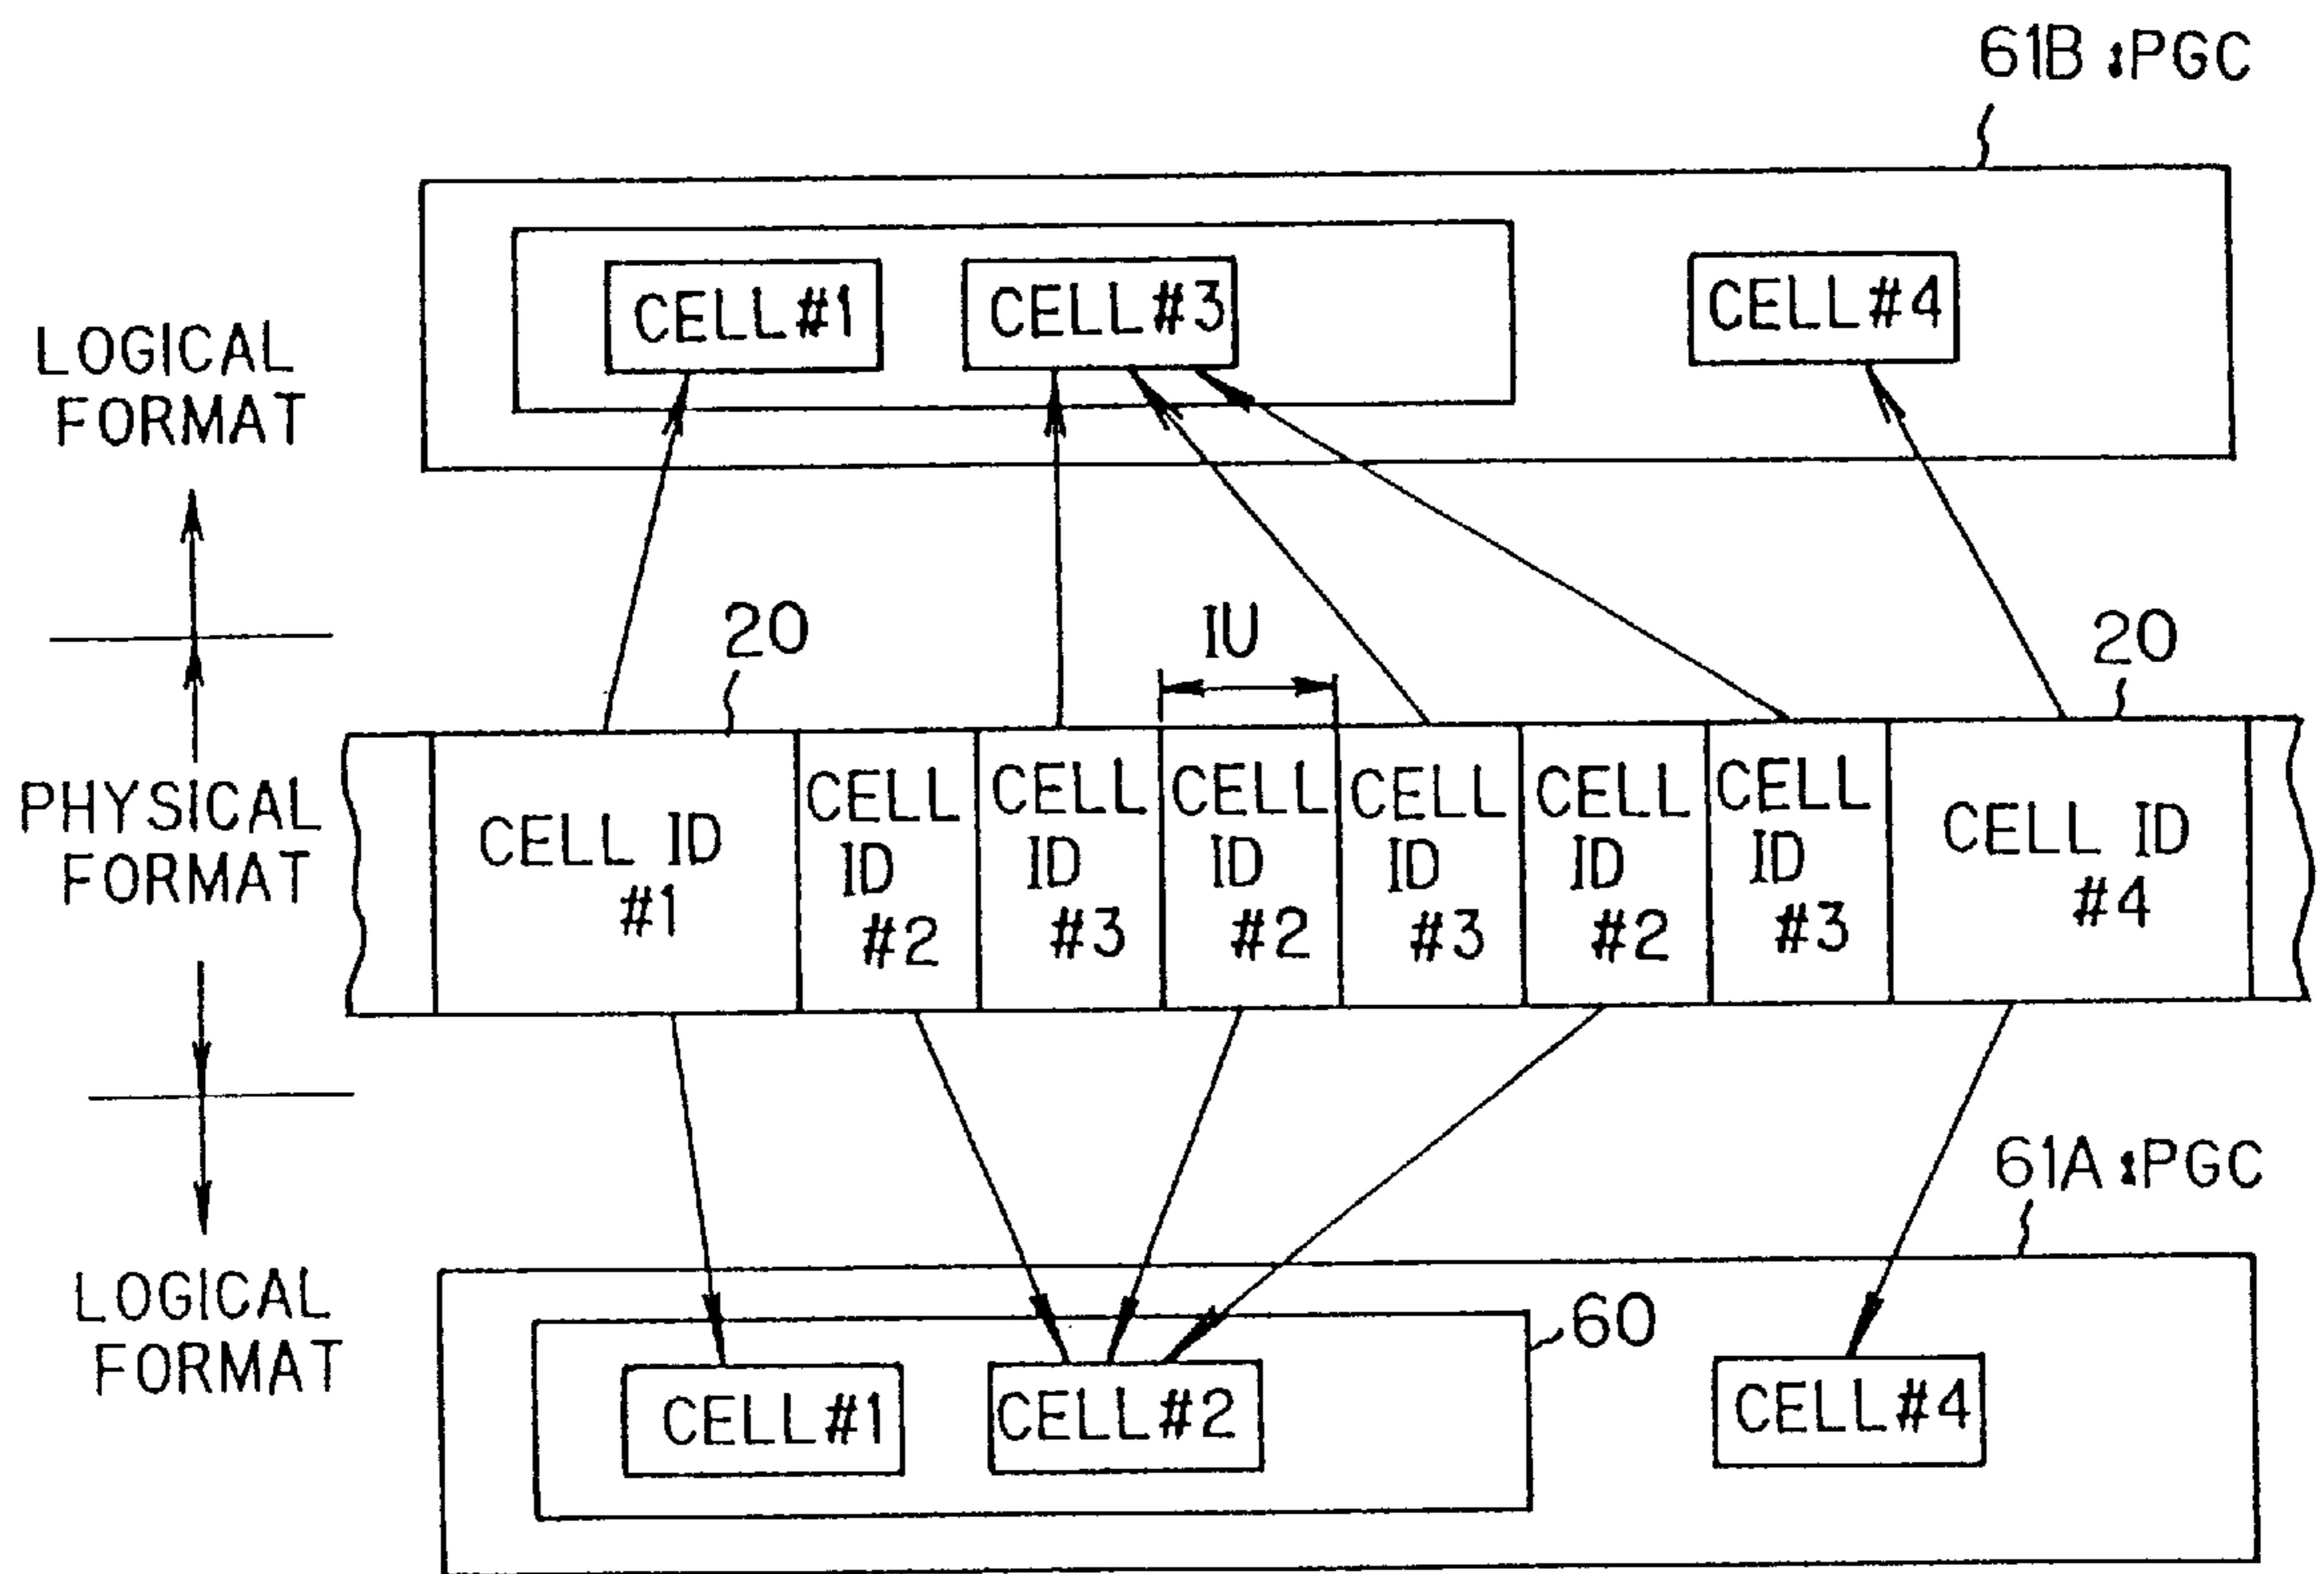 61B :PGC
CELL#1
CELL#3
CELL#4
LOGICAL
FORMAT
20
IU
20
PHYSICAL
FORMAT
CELL ID
#1
CELL
ID
#2
CELL
ID
#3
CELL
ID
#2
CELL
ID
#3
CELL
ID
#2
CELL
ID
#3
CELL ID
#4
61A :PGC
LOGICAL
FORMAT
60
CELL#1
CELL#2
CELL#4